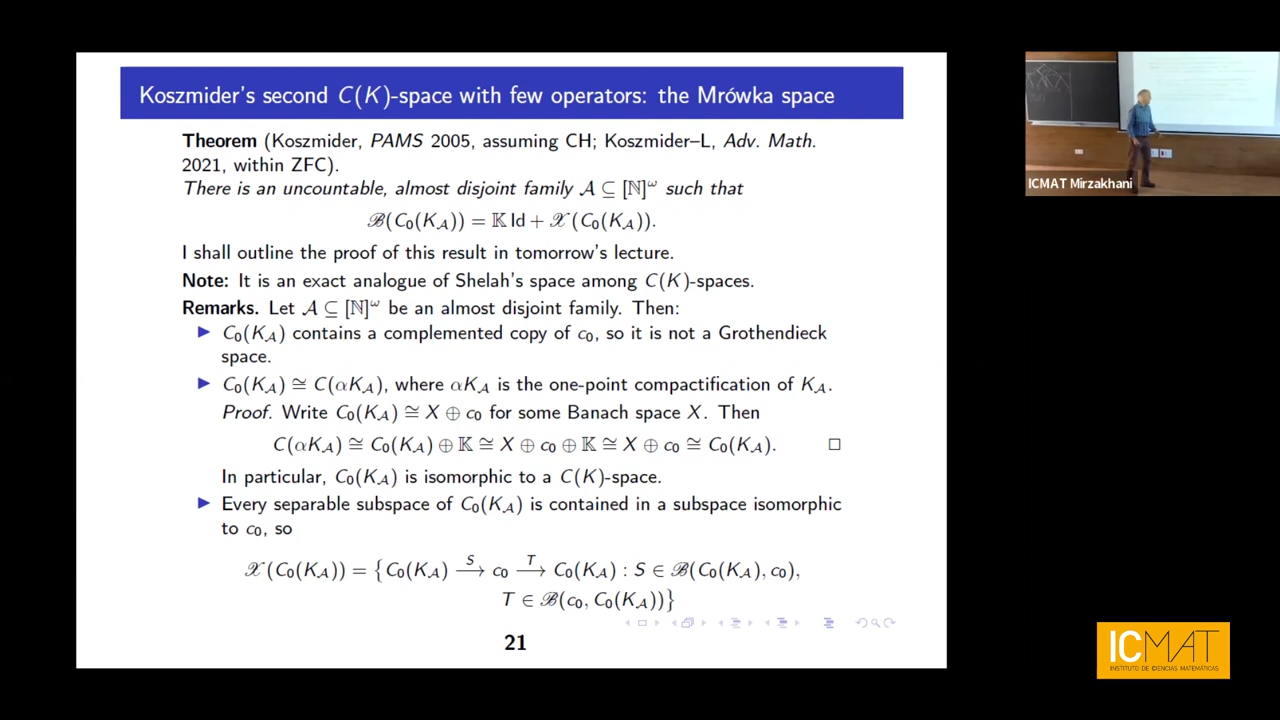 Koszmider's second C(K)-space with few operators: the Mrówka space
Theorem (Koszmider, PAMS 2005, assuming CH; Koszmider–L, Adv. Math.
2021, within ZFC).
There is an uncountable, almost disjoint family 𝒜 ⊆ [ℕ]^ω such that
ℬ(C₀(K_𝒜)) = 𝕂 Id + 𝒳(C₀(K_𝒜)).
I shall outline the proof of this result in tomorrow's lecture.
Note: It is an exact analogue of Shelah's space among C(K)-spaces.
Remarks. Let 𝒜 ⊆ [ℕ]^ω be an almost disjoint family. Then:
▶ C₀(K_𝒜) contains a complemented copy of c₀, so it is not a Grothendieck
space.
▶ C₀(K_𝒜) ≅ C(αK_𝒜), where αK_𝒜 is the one-point compactification of K_𝒜.
Proof. Write C₀(K_𝒜) ≅ X ⊕ c₀ for some Banach space X. Then
C(αK_𝒜) ≅ C₀(K_𝒜) ⊕ 𝕂 ≅ X ⊕ c₀ ⊕ 𝕂 ≅ X ⊕ c₀ ≅ C₀(K_𝒜). □
In particular, C₀(K_𝒜) is isomorphic to a C(K)-space.
▶ Every separable subspace of C₀(K_𝒜) is contained in a subspace isomorphic
to c₀, so
𝒳(C₀(K_𝒜)) = {C₀(K_𝒜) —S→ c₀ —T→ C₀(K_𝒜) : S ∈ ℬ(C₀(K_𝒜), c₀),
T ∈ ℬ(c₀, C₀(K_𝒜))}
21
ICMAT Mirzakhani
ICMAT
INSTITUTO DE CIENCIAS MATEMÁTICAS